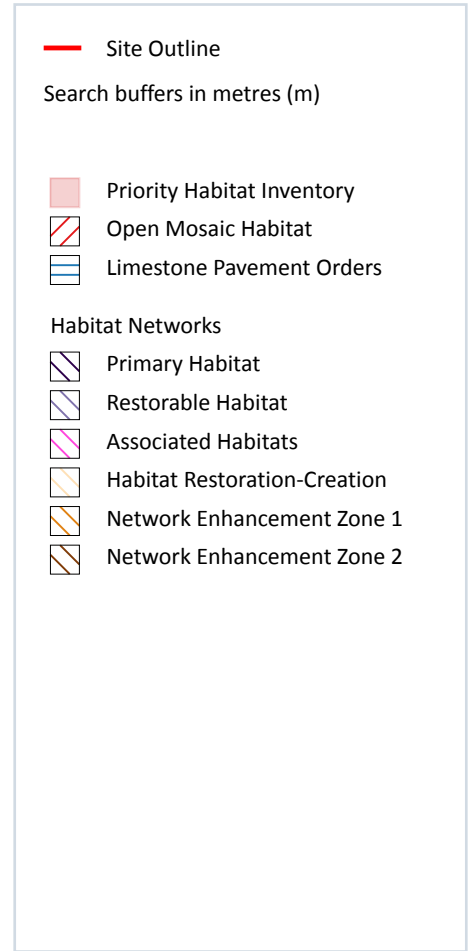 Site Outline
Search buffers in metres (m)
Priority Habitat Inventory
Open Mosaic Habitat
Limestone Pavement Orders
Habitat Networks
Primary Habitat
Restorable Habitat
Associated Habitats
Habitat Restoration-Creation
Network Enhancement Zone 1
Network Enhancement Zone 2